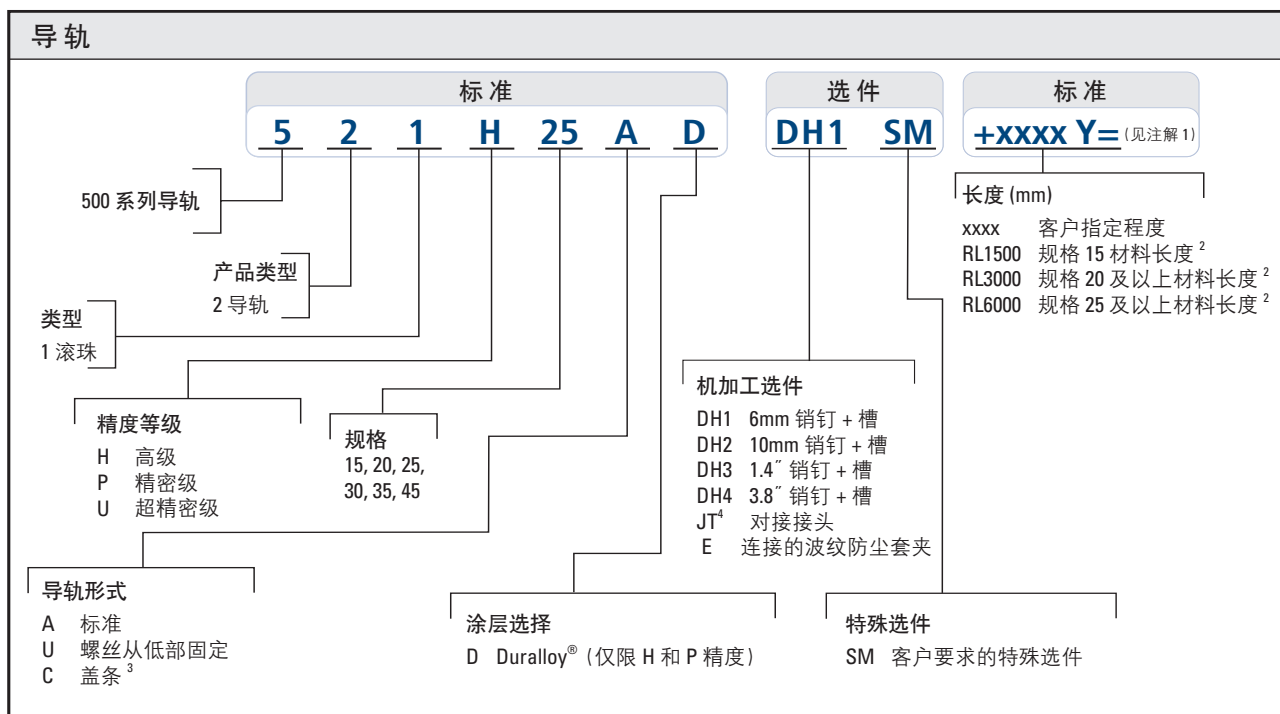 导轨
标准
选件
标准
5 2 1 H 25 A D
DH1 SM
+xxxx Y= (见注解 1)
500 系列导轨
产品类型
2 导轨
类型
1 滚珠
精度等级
H 高级
P 精密级
U 超精密级
规格
15, 20, 25,
30, 35, 45
导轨形式
A 标准
U 螺丝从低部固定
C 盖条 3
涂层选择
D Duralloy® (仅限 H 和 P 精度)
机加工选件
DH1 6mm 销钉 + 槽
DH2 10mm 销钉 + 槽
DH3 1.4″ 销钉 + 槽
DH4 3.8″ 销钉 + 槽
JT4 对接接头
E 连接的波纹防尘套夹
特殊选件
SM 客户要求的特殊选件
长度 (mm)
xxxx 客户指定程度
RL1500 规格 15 材料长度 2
RL3000 规格 20 及以上材料长度 2
RL6000 规格 25 及以上材料长度 2